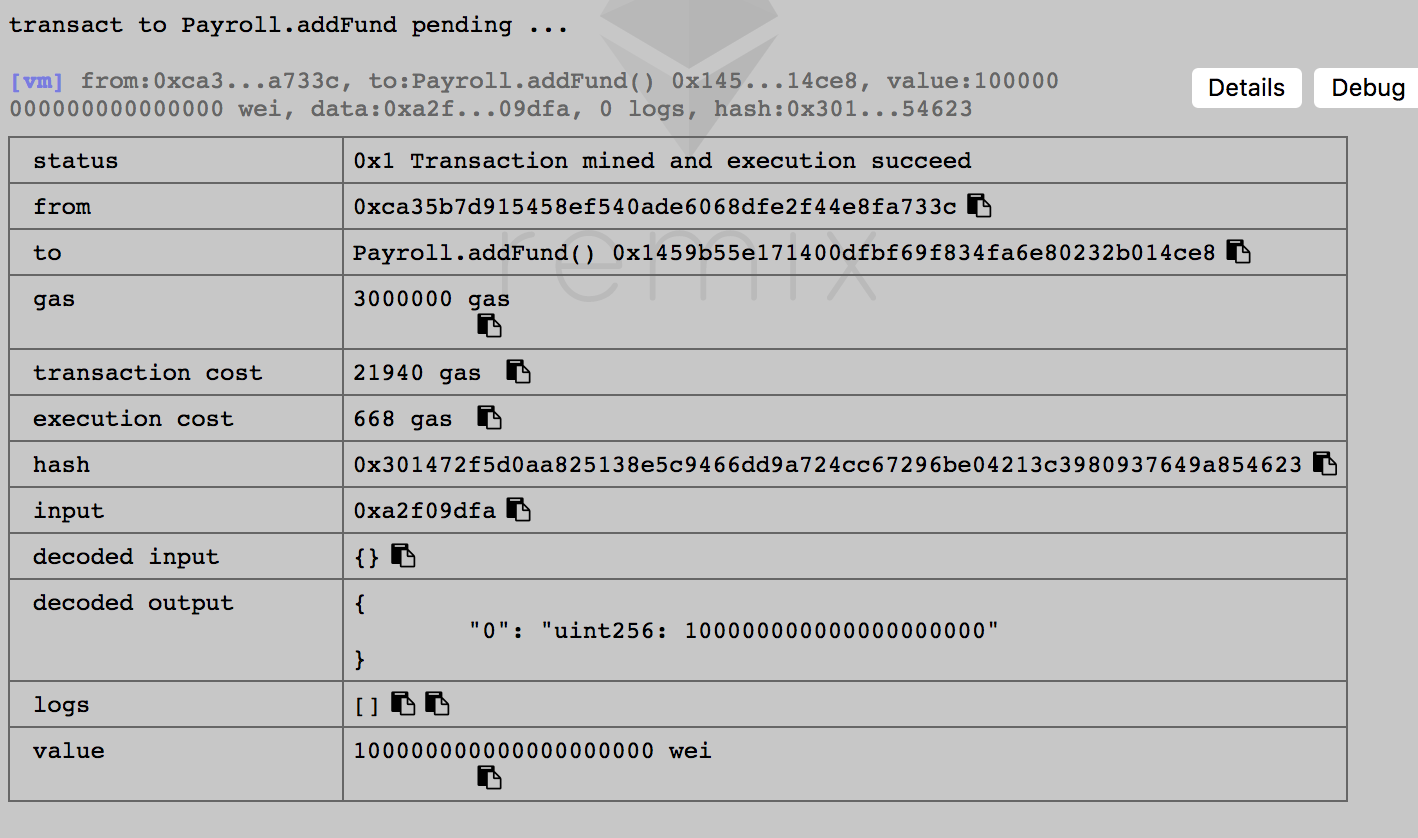 transact to Payroll.addFund pending ...
[vm] from:0xca3...a733c, to:Payroll.addFund() 0x145...14ce8, value:100000
000000000000000 wei, data:0xa2f...09dfa, 0 logs, hash:0x301...54623
Details Debug
status 0x1 Transaction mined and execution succeed
from 0xca35b7d915458ef540ade6068dfe2f44e8fa733c
to Payroll.addFund() 0x1459b55e171400dfbf69f834fa6e80232b014ce8
remix
gas 3000000 gas
transaction cost 21940 gas
execution cost 668 gas
hash 0x301472f5d0aa825138e5c9466dd9a724cc67296be04213c3980937649a854623
input 0xa2f09dfa
decoded input {}
decoded output {
"0": "uint256: 100000000000000000000"
}
logs []
value 100000000000000000000 wei